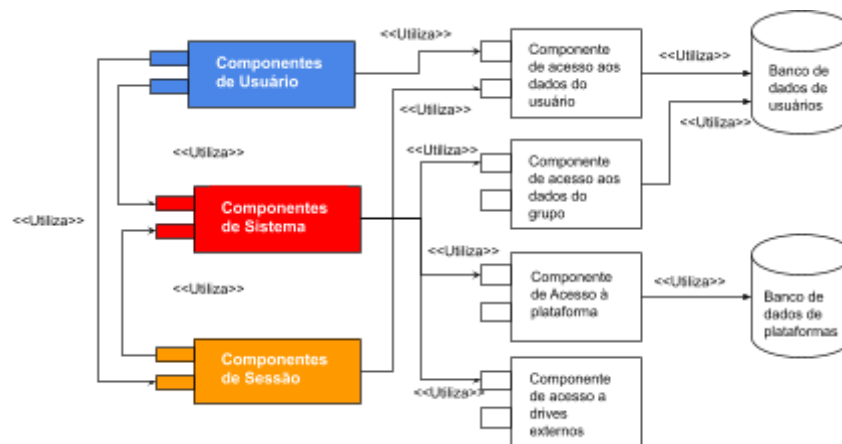 <<Utiliza>>
<<Utiliza>>
Componentes
de Usuário
Componente
de acesso aos
dados do
usuário
Banco de
dados de
usuários
<<Utiliza>>
<<Utiliza>>
<<Utiliza>>
<<Utiliza>>
Componente
de acesso aos
dados do
grupo
<<Utiliza>>
Componentes
de Sistema
<<Utiliza>>
<<Utiliza>>
Componente
de Acesso à
plataforma
<<Utiliza>>
Banco de
dados de
plataformas
<<Utiliza>>
Componentes
de Sessão
<<Utiliza>>
Componente
de acesso a
drives
externos